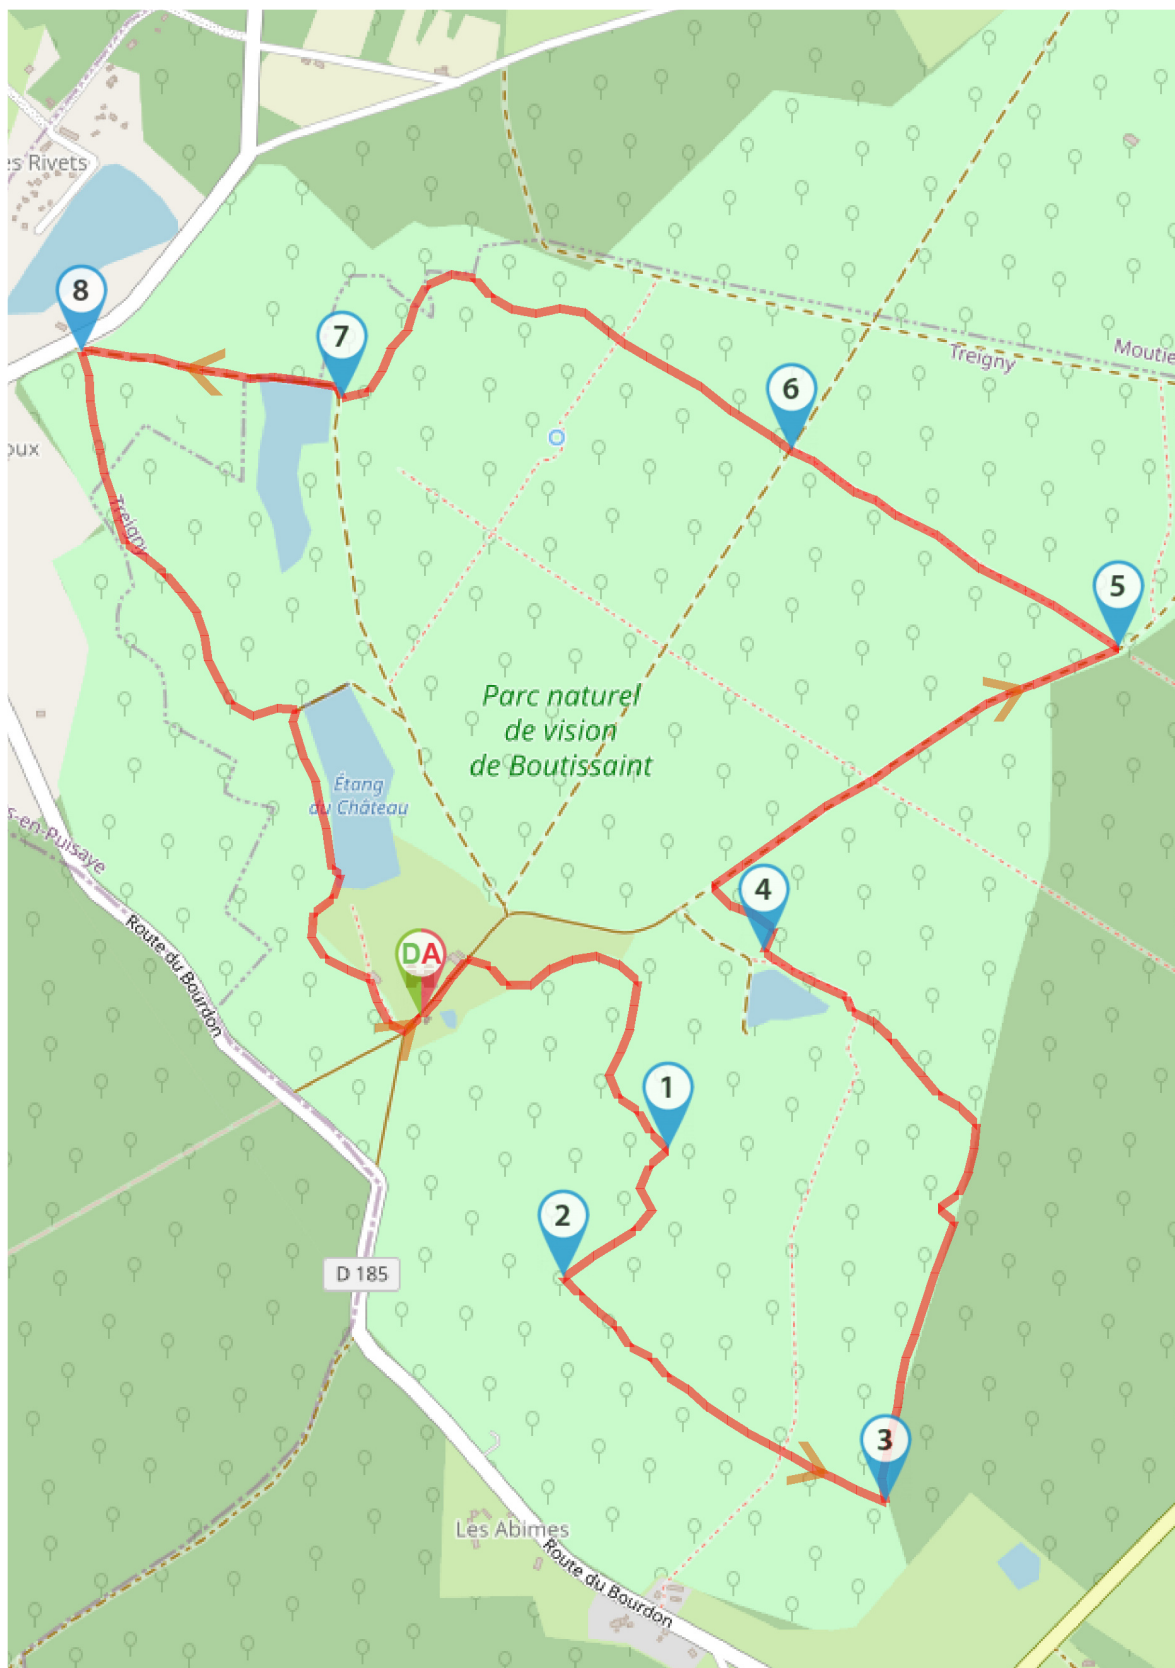 es Rivets
8
7
Treigny
Moutie
6
oux
Treigny
5
Parc naturel
de vision
de Boutissaint
Étang
du Château
s-en-Puisaye
4
Route du Bourdon
DA
1
2
D 185
3
Les Abimes
Route du Bourdon